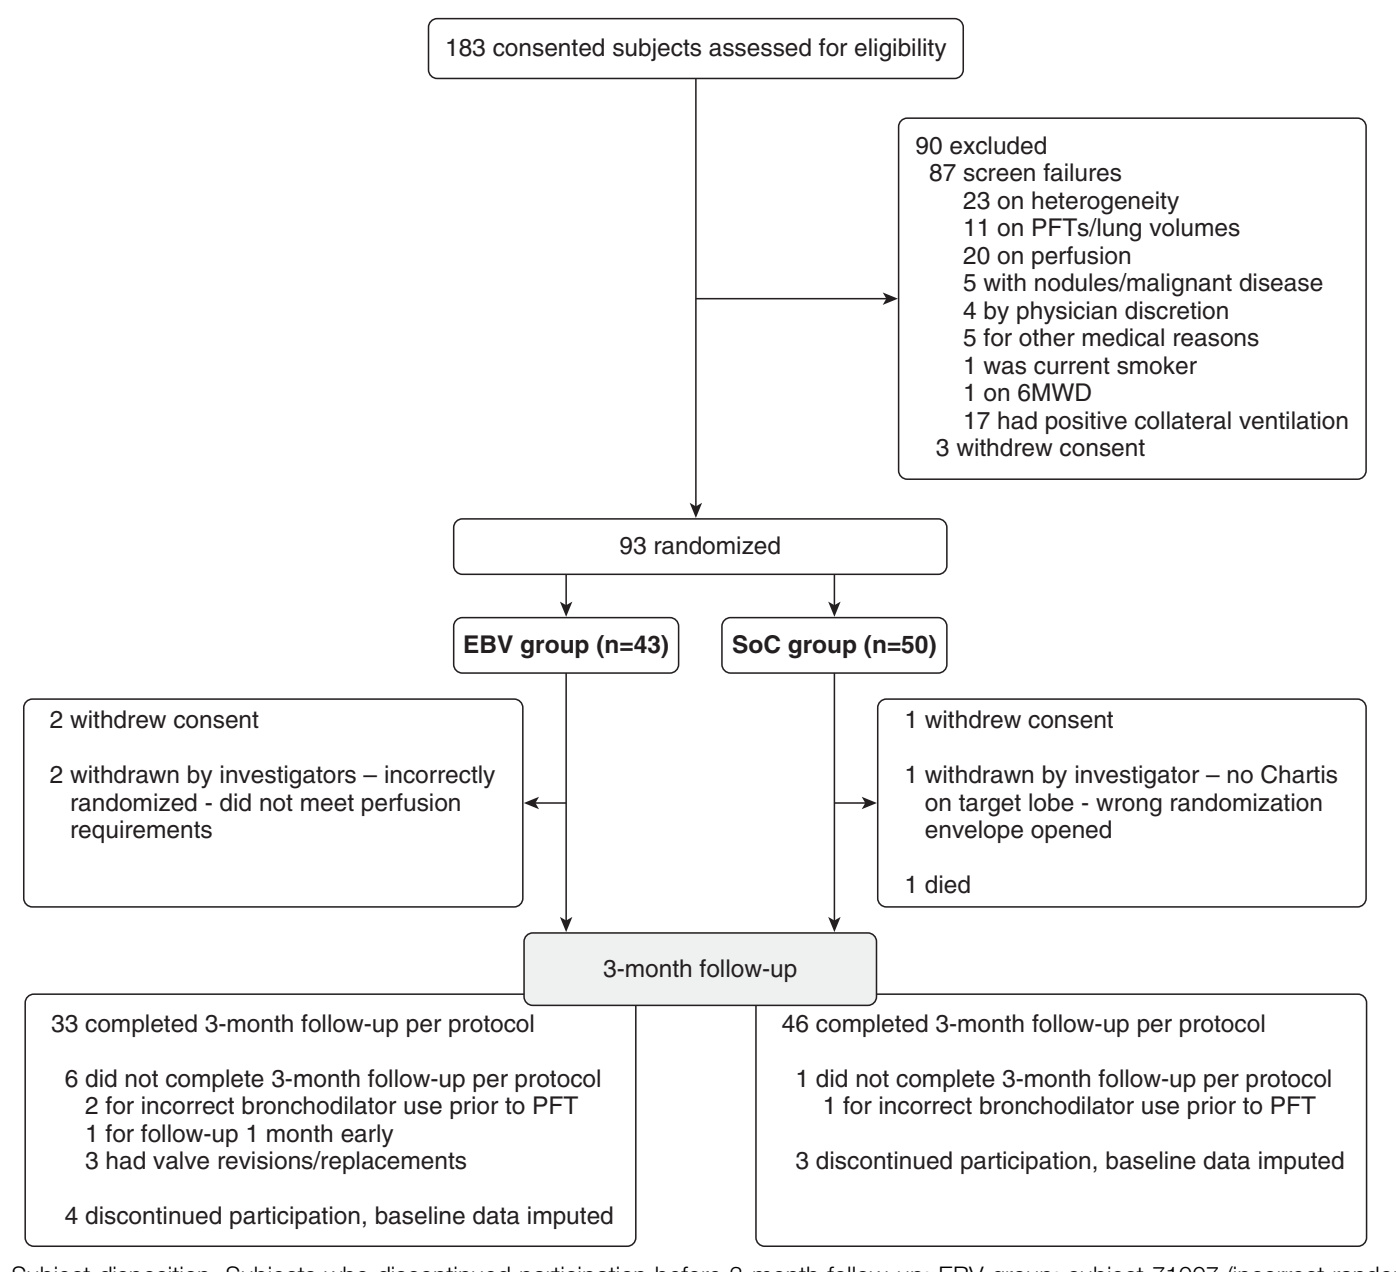 183 consented subjects assessed for eligibility
90 excluded
87 screen failures
23 on heterogeneity
11 on PFTs/lung volumes
20 on perfusion
5 with nodules/malignant disease
4 by physician discretion
5 for other medical reasons
1 was current smoker
1 on 6MWD
17 had positive collateral ventilation
3 withdrew consent
93 randomized
EBV group (n=43)
SoC group (n=50)
2 withdrew consent
2 withdrawn by investigators – incorrectly
randomized - did not meet perfusion
requirements
1 withdrew consent
1 withdrawn by investigator – no Chartis
on target lobe - wrong randomization
envelope opened
1 died
3-month follow-up
33 completed 3-month follow-up per protocol
6 did not complete 3-month follow-up per protocol
2 for incorrect bronchodilator use prior to PFT
1 for follow-up 1 month early
3 had valve revisions/replacements
4 discontinued participation, baseline data imputed
46 completed 3-month follow-up per protocol
1 did not complete 3-month follow-up per protocol
1 for incorrect bronchodilator use prior to PFT
3 discontinued participation, baseline data imputed